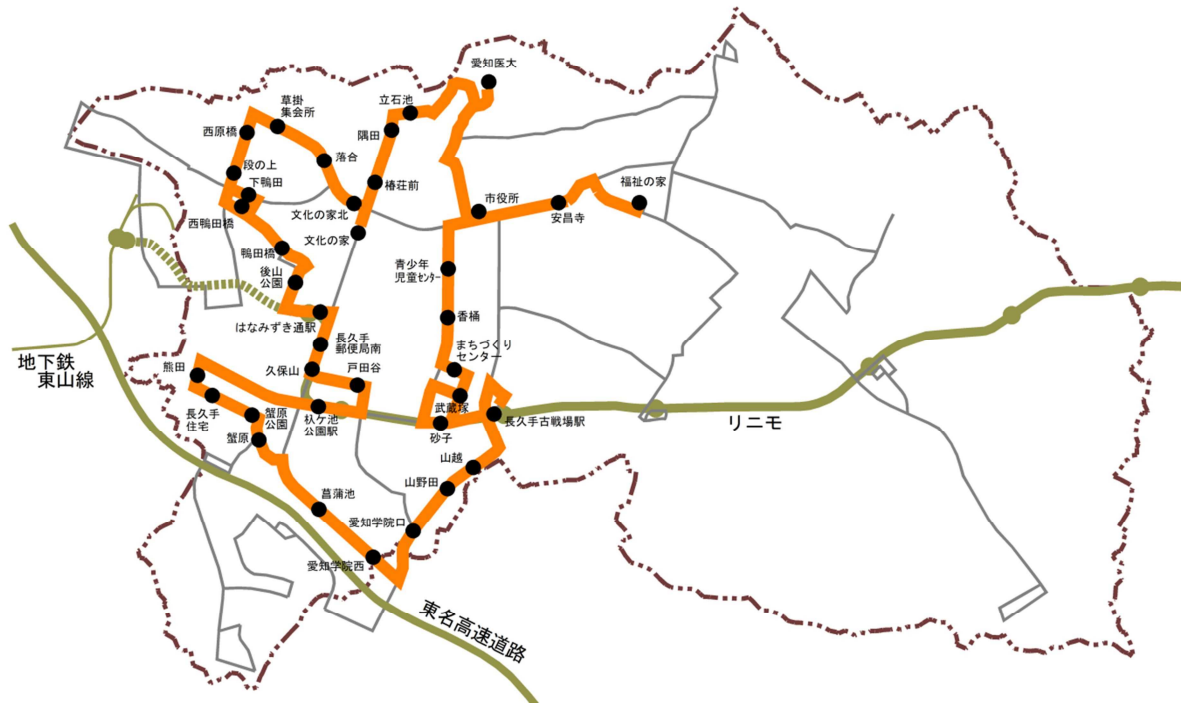 愛知医大
立石池
草掛
集会所
隅田
西原橋
落合
段の上
下鴨田
椿荘前
福祉の家
文化の家北
市役所
安昌寺
西鴨田橋
文化の家
鴨田橋
後山
公園
青少年
児童センター
香桶
はなみずき通駅
長久手
郵便局南
まちづくり
センター
地下鉄
東山線
熊田
久保山
戸田谷
長久手
住宅
蟹原
公園
杁ケ池
公園駅
武蔵塚
長久手古戦場駅
リニモ
蟹原
砂子
山越
山野田
菖蒲池
愛知学院口
愛知学院西
東名高速道路